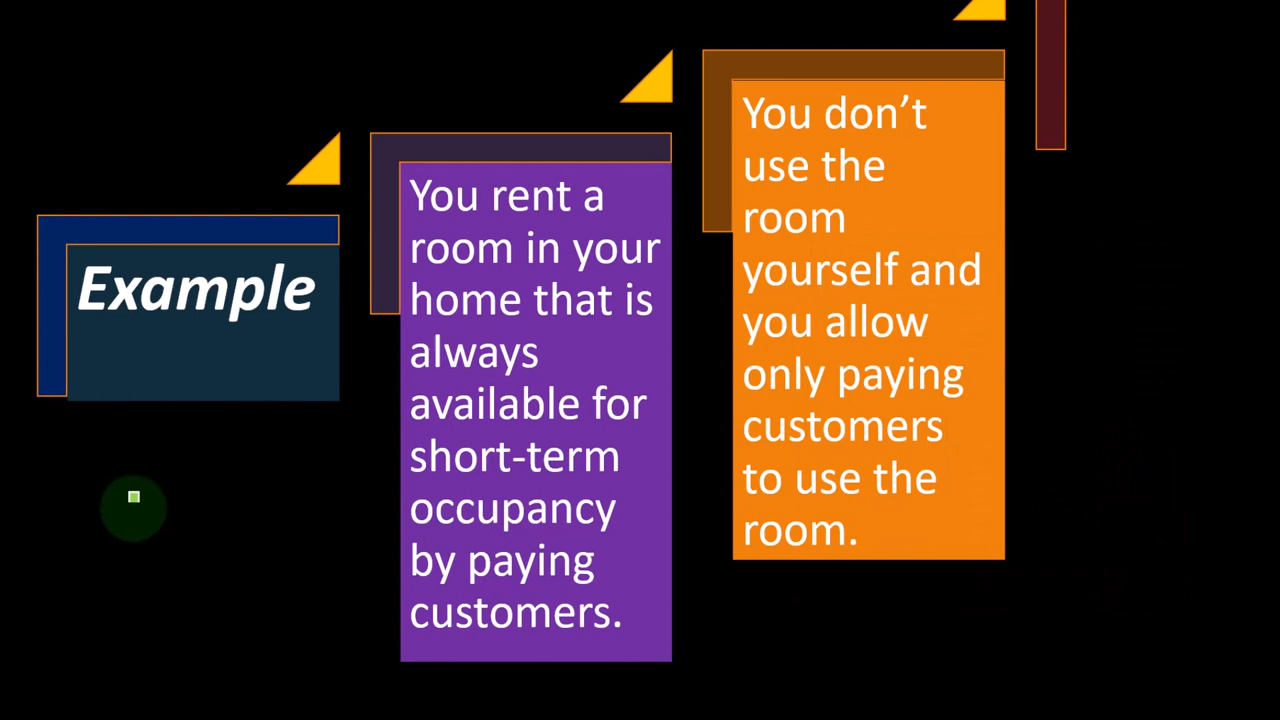 Example
You rent a
room in your
home that is
always
available for
short-term
occupancy
by paying
customers.
You don’t
use the
room
yourself and
you allow
only paying
customers
to use the
room.